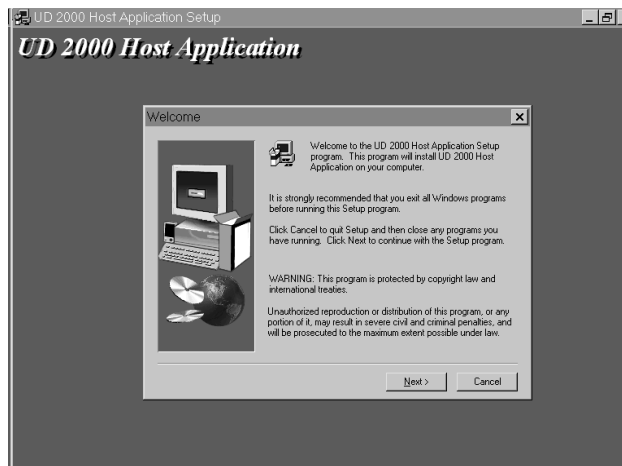 UD 2000 Host Application Setup
UD 2000 Host Application
Welcome
Welcome to the UD 2000 Host Application Setup
program. This program will install UD 2000 Host
Application on your computer.
It is strongly recommended that you exit all Windows programs
before running this Setup program.
Click Cancel to quit Setup and then close any programs you
have running. Click Next to continue with the Setup program.
WARNING: This program is protected by copyright law and
international treaties.
Unauthorized reproduction or distribution of this program, or any
portion of it, may result in severe civil and criminal penalties, and
will be prosecuted to the maximum extent possible under law.
Next > Cancel